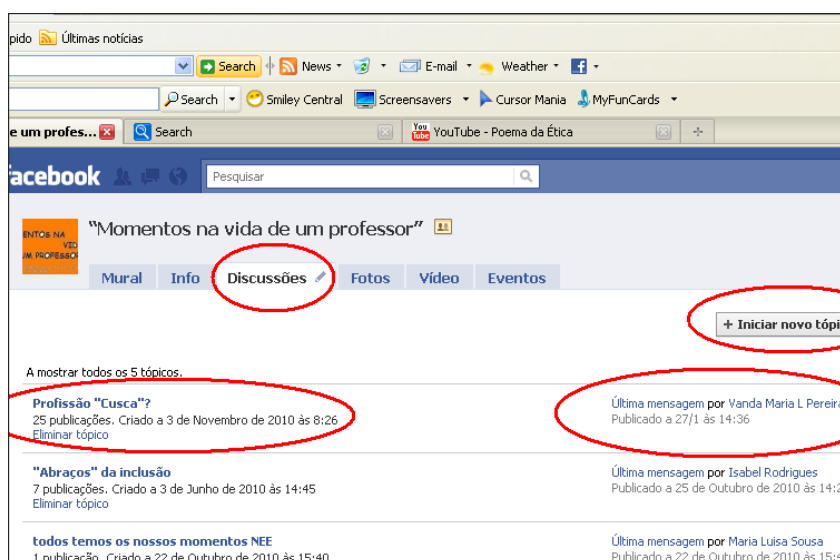 pido Últimas notícias
Search News E-mail Weather
Search Smiley Central Screensavers Cursor Mania MyFunCards
e um profes... Search YouTube - Poema da Ética
facebook Pesquisar
"Momentos na vida de um professor"
ENTOS NA
VID
UM PROFESSO
Mural Info Discussões Fotos Vídeo Eventos
+ Iniciar novo tópi
A mostrar todos os 5 tópicos.
Profissão "Cusca"? Última mensagem por Vanda Maria L Pereira
25 publicações. Criado a 3 de Novembro de 2010 às 8:26 Publicado a 27/1 às 14:36
Eliminar tópico
"Abraços" da inclusão Última mensagem por Isabel Rodrigues
7 publicações. Criado a 3 de Junho de 2010 às 14:45 Publicado a 25 de Outubro de 2010 às 14:2
Eliminar tópico
todos temos os nossos momentos NEE Última mensagem por Maria Luisa Sousa
1 publicação. Criado a 22 de Outubro de 2010 às 15:40 Publicado a 22 de Outubro de 2010 às 15:4